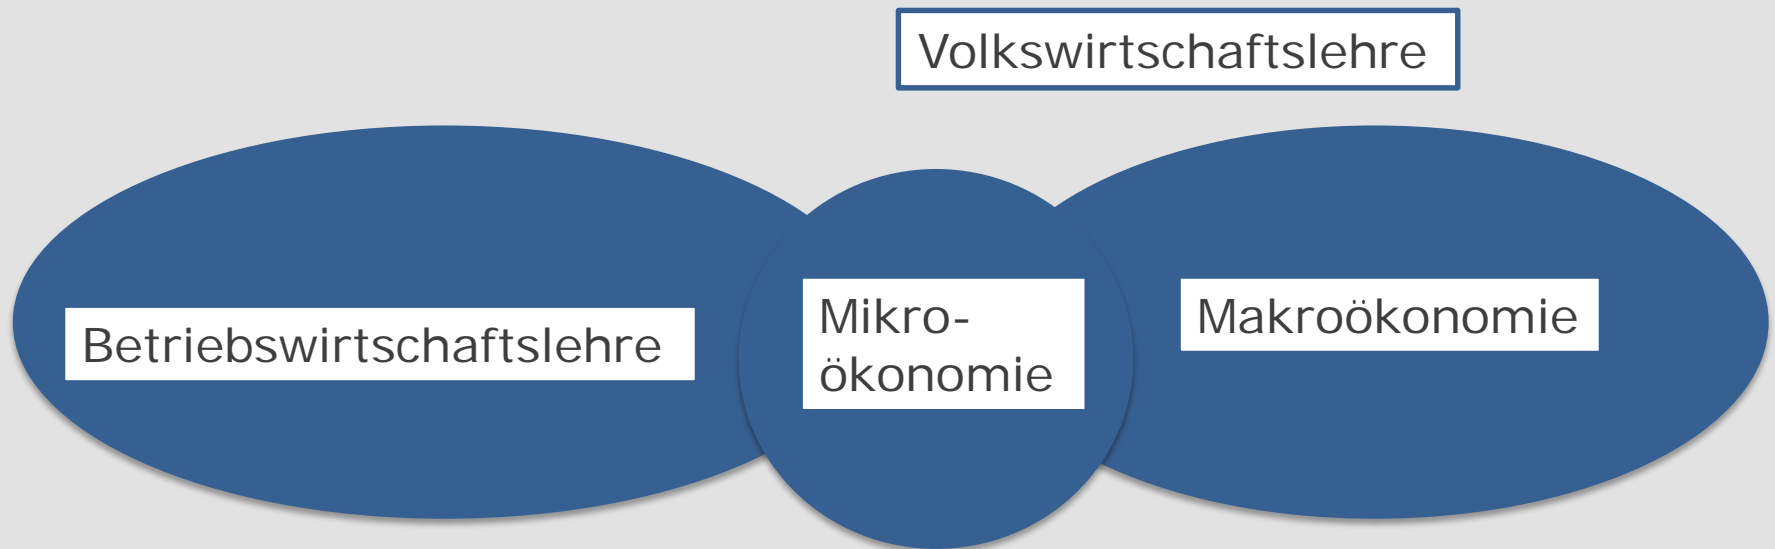 Volkswirtschaftslehre
Betriebswirtschaftslehre
Mikro-
ökonomie
Makroökonomie